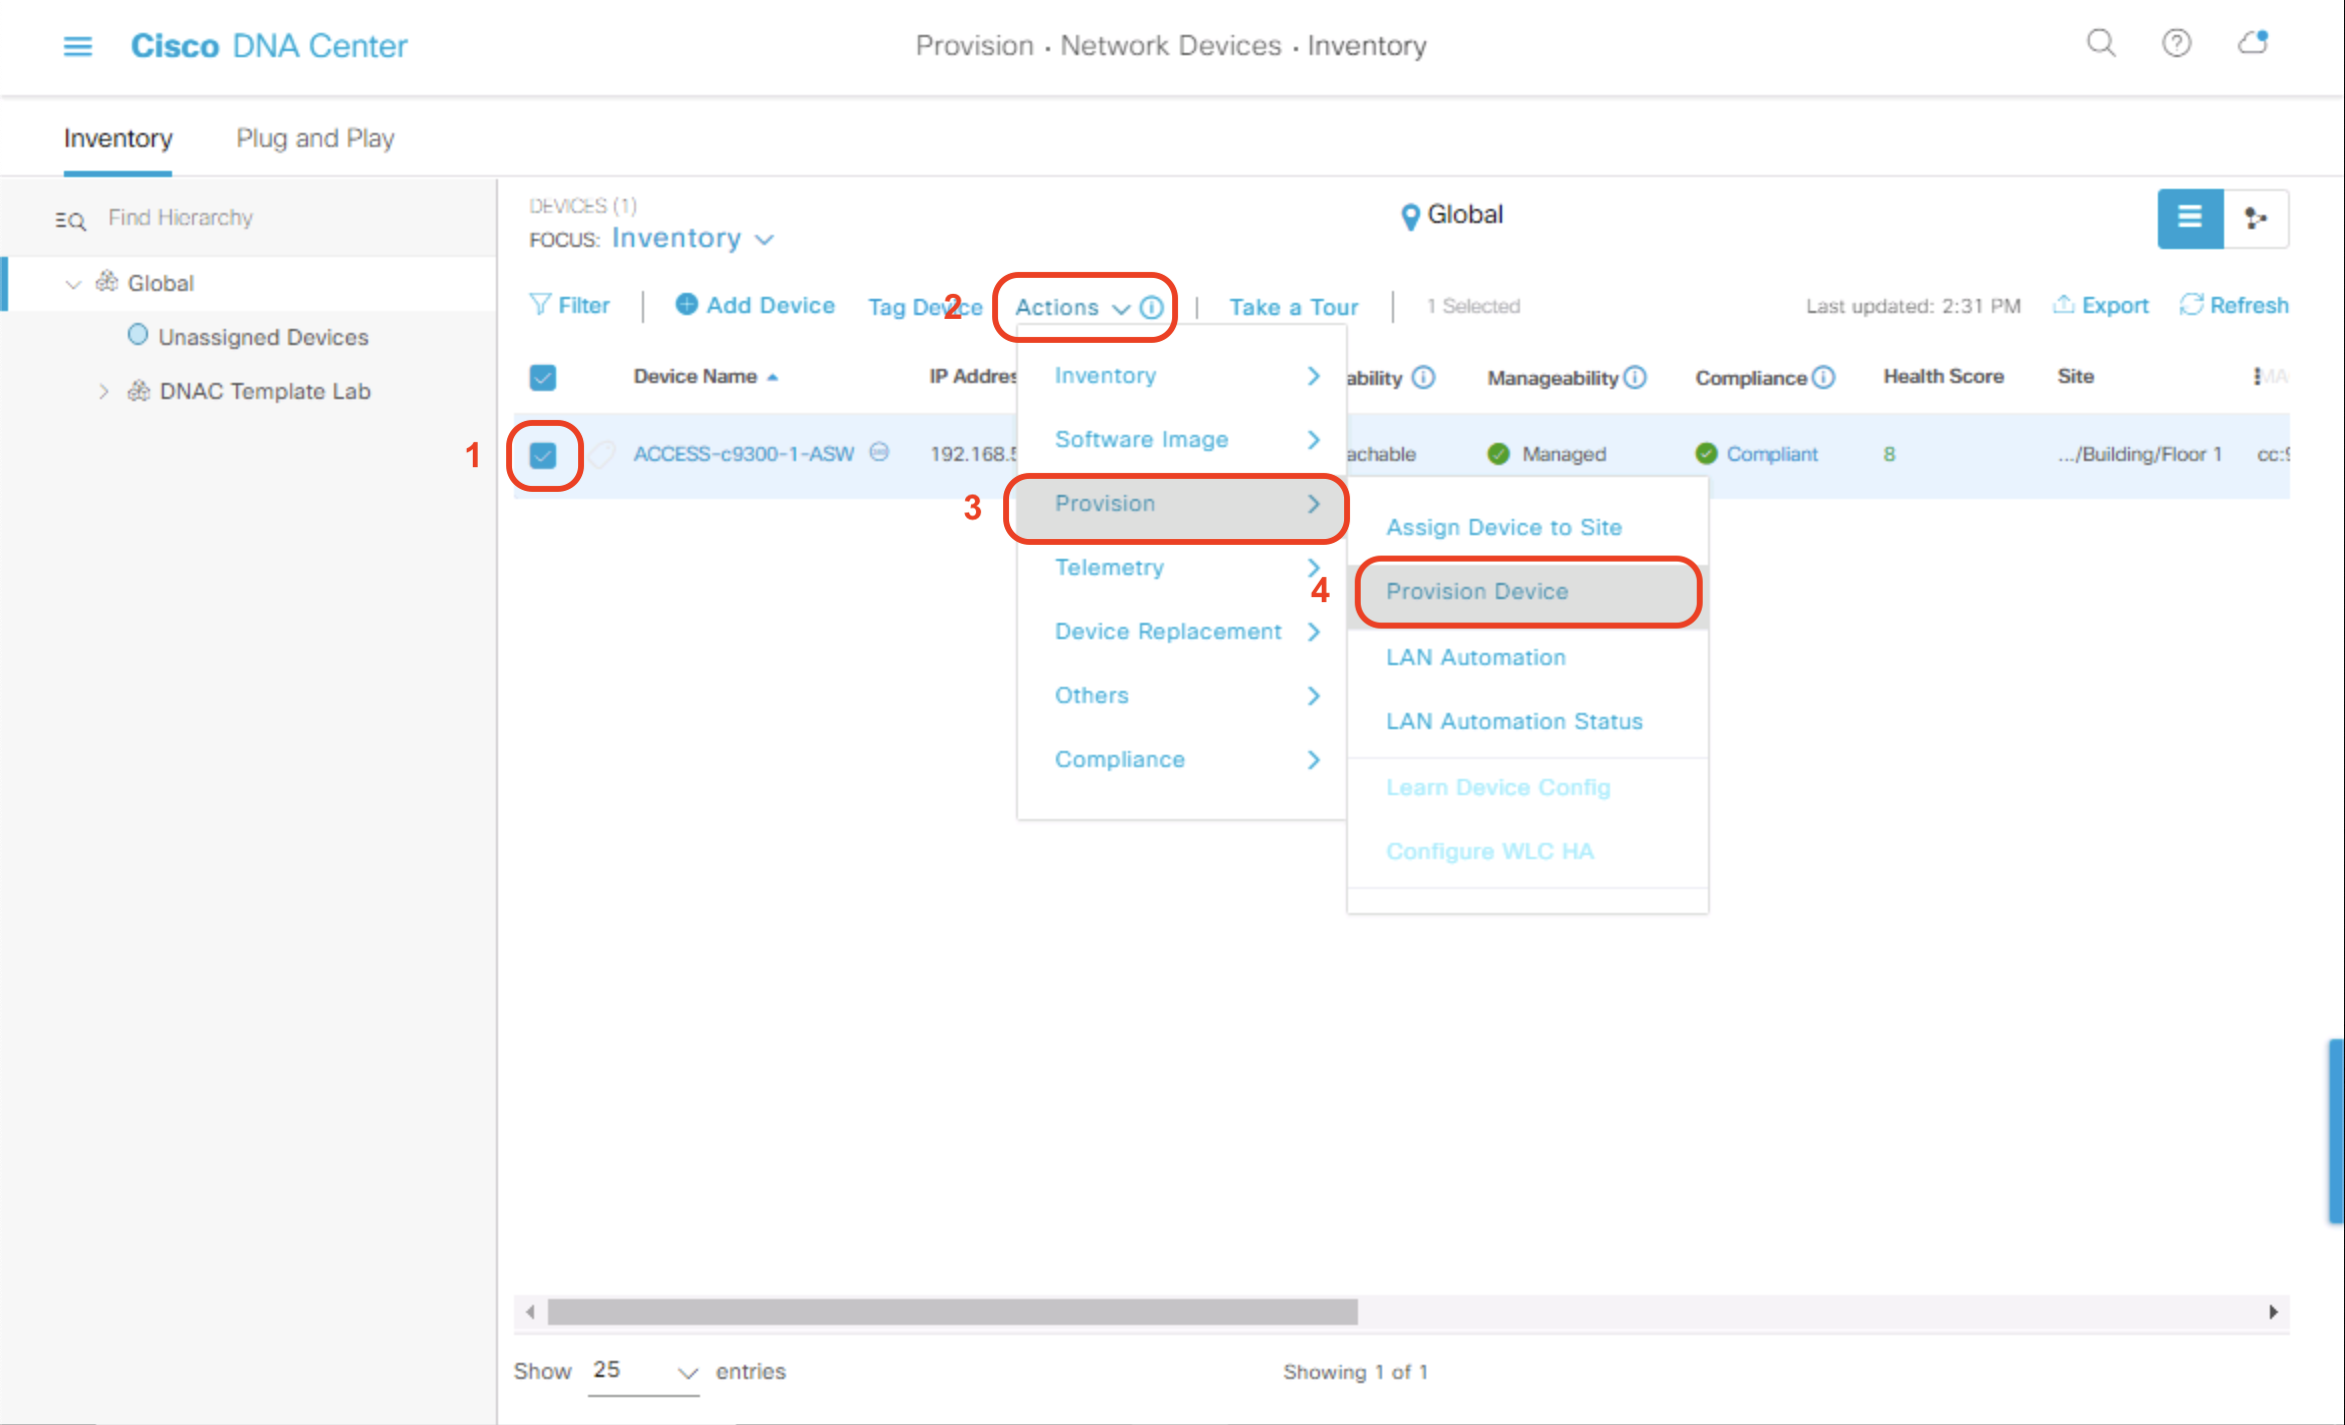 Cisco DNA Center
Provision · Network Devices · Inventory
Inventory
Plug and Play
Find Hierarchy
Global
Unassigned Devices
DNAC Template Lab
DEVICES (1)
FOCUS: Inventory
Global
Filter | Add Device Tag Device 2 Actions | Take a Tour | 1 Selected
Last updated: 2:31 PM Export Refresh
Device Name IP Addres ability Manageability Compliance Health Score Site MA
1 ACCESS-c9300-1-ASW 192.168.5 achable Managed Compliant 8 .../Building/Floor 1 cc:9
Inventory
Software Image
3 Provision
Telemetry
Device Replacement
Others
Compliance
Assign Device to Site
4 Provision Device
LAN Automation
LAN Automation Status
Learn Device Config
Configure WLC HA
Show 25 entries
Showing 1 of 1